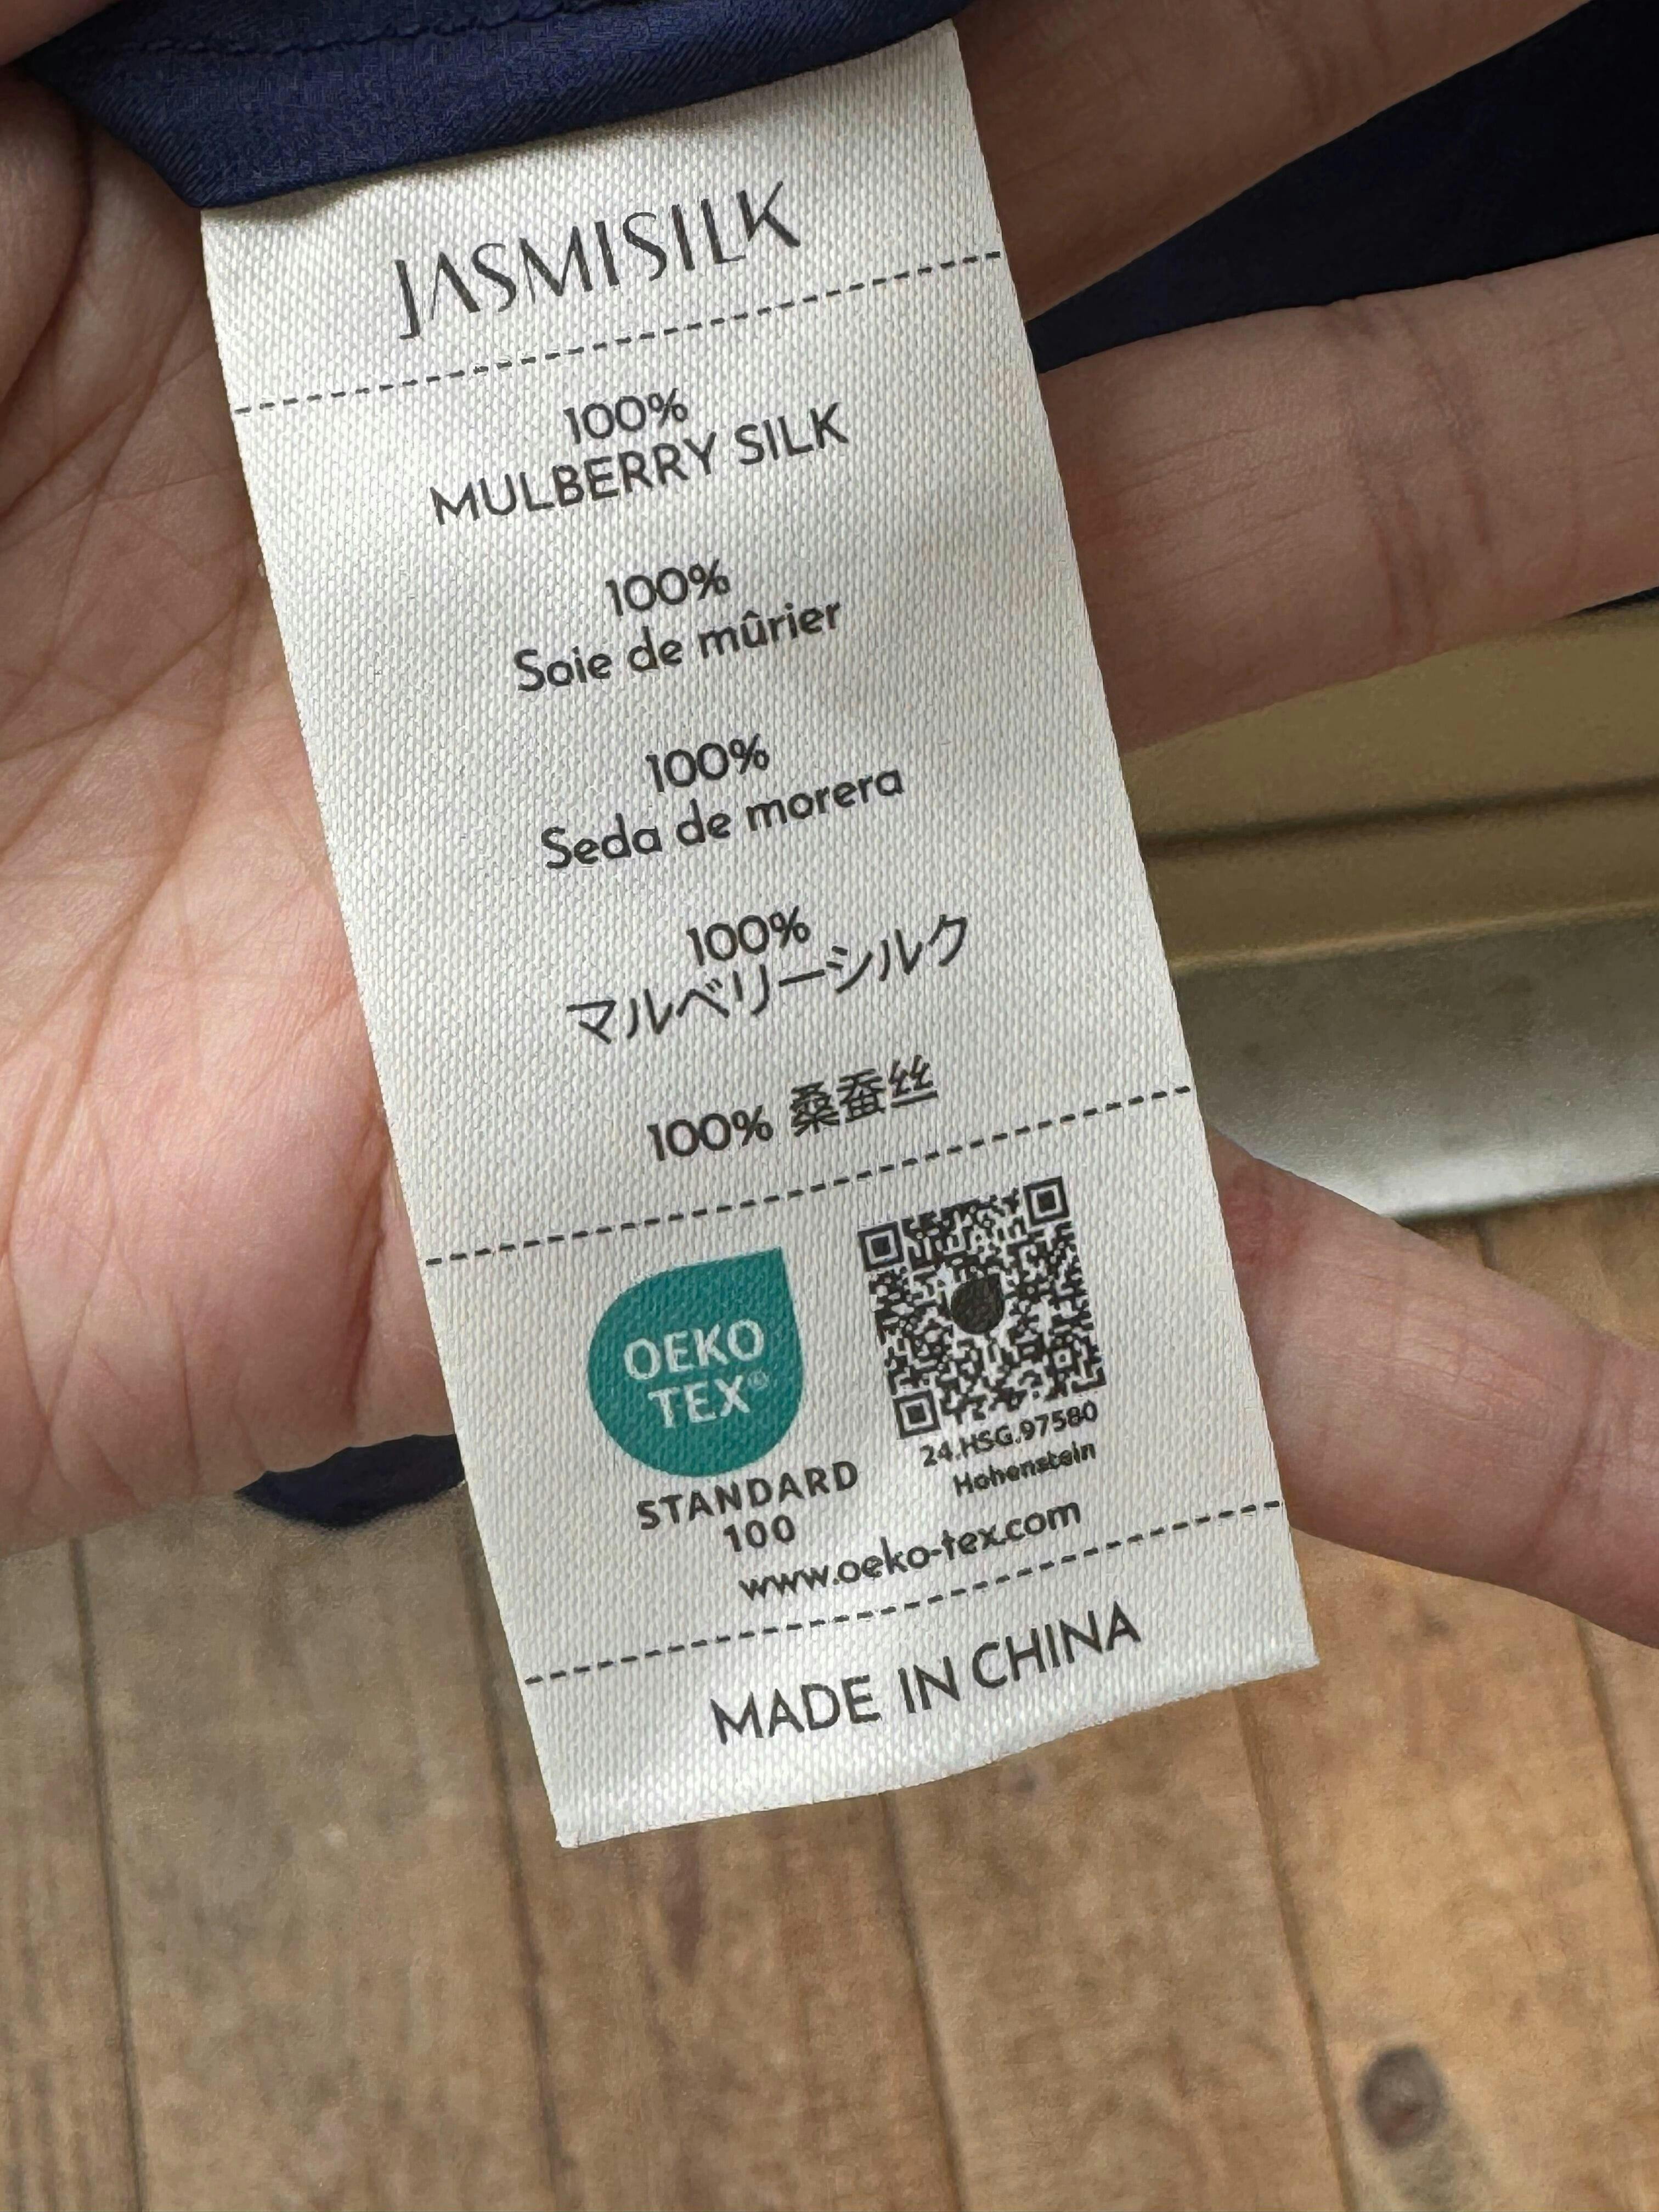 JASMISILK
100%
MULBERRY SILK
100%
Soie de mûrier
100%
Seda de morera
100%
マルベリーシルク
100% 桑蚕丝
OEKO
TEX®
STANDARD
100
24.HSG.97580
Hohenstein
www.oeko-tex.com
MADE IN CHINA